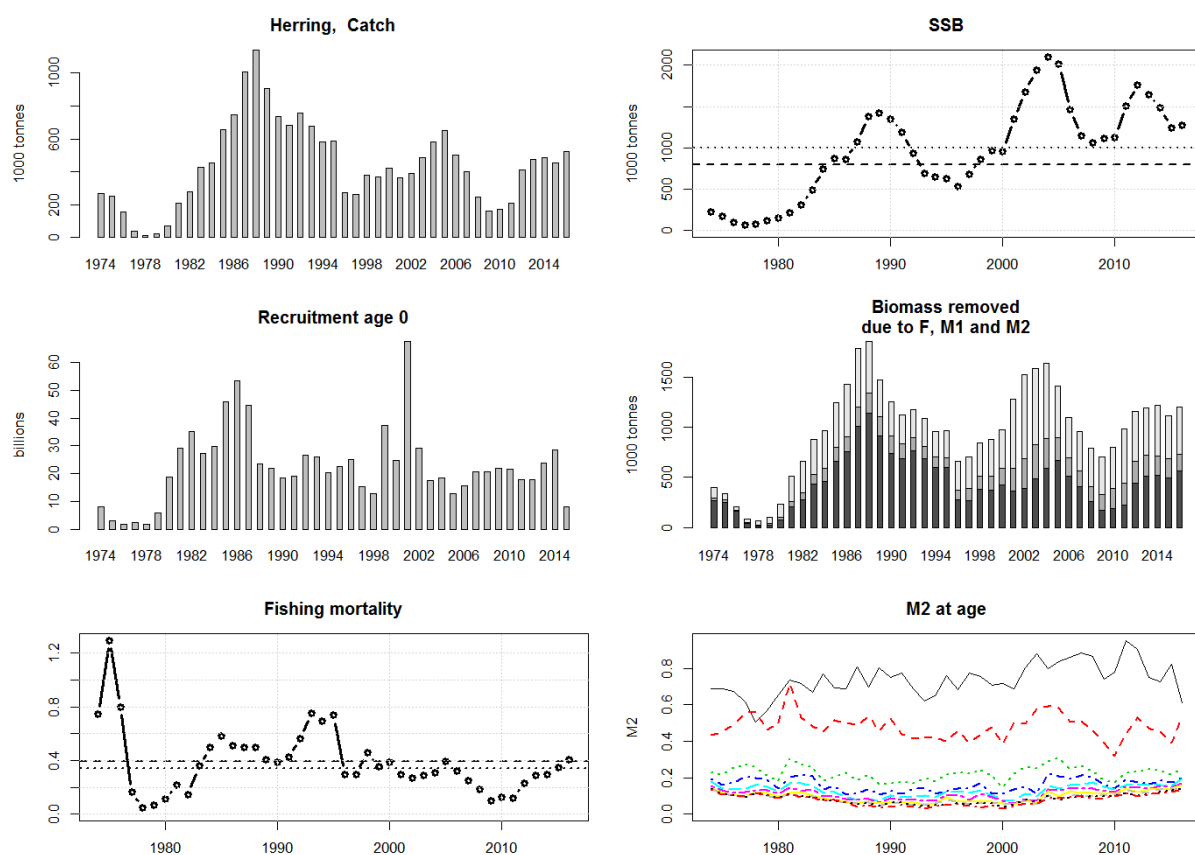 Herring, Catch
1000 tonnes
0 200 600 1000
1974 1978 1982 1986 1990 1994 1998 2002 2006 2010 2014
SSB
1000 tonnes
0 500 1000 2000
1980 1990 2000 2010
Recruitment age 0
billions
0 10 20 30 40 50 60
1974 1978 1982 1986 1990 1994 1998 2002 2006 2010 2014
Biomass removed
due to F, M1 and M2
1000 tonnes
0 500 1000 1500
1974 1978 1982 1986 1990 1994 1998 2002 2006 2010 2014
Fishing mortality
0.0 0.4 0.8 1.2
1980 1990 2000 2010
M2 at age
M2
0.0 0.2 0.4 0.6 0.8
1980 1990 2000 2010